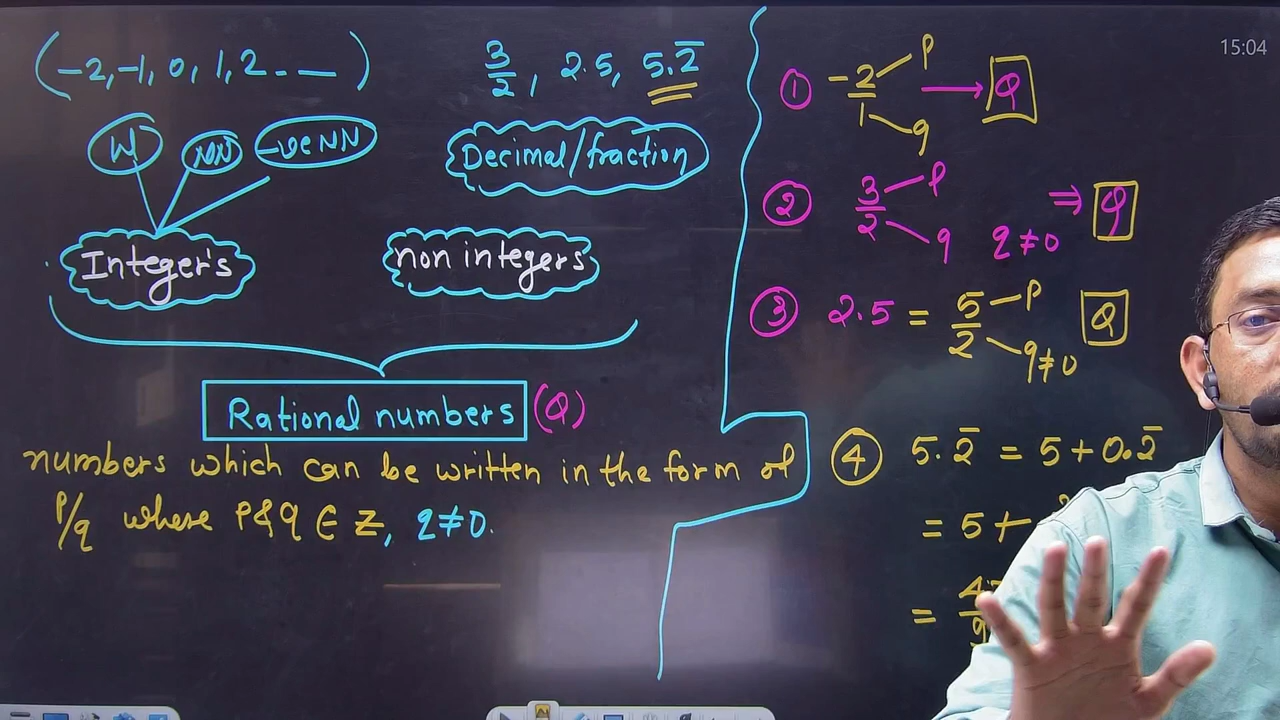 (-2,-1,0,1,2 - - —)
3/2, 2.5, 5.2̅
W NN -ve NN
Decimal/fraction
Integer's
non integers
Rational numbers (Q)
numbers which can be written in the form of
P/q where P&q ∈ Z, q≠0.
15:04
① -2/1 P q → Q
② 3/2 P q q≠0 ⇒ Q
③ 2.5 = 5/2 P q≠0 Q
④ 5.2̅ = 5+0.2̅
= 5+
=